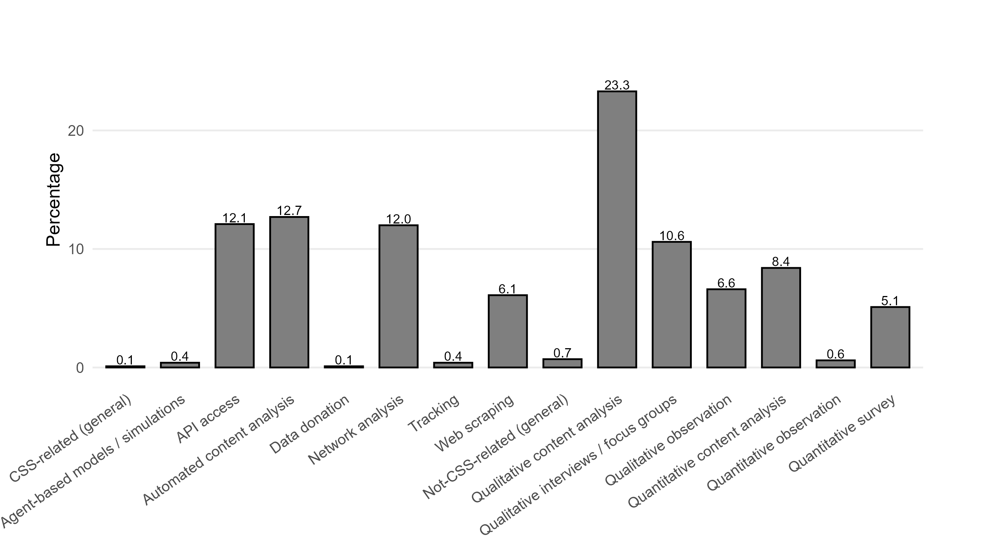 Percentage
20
10
0
0.1
0.4
12.1
12.7
0.1
12.0
0.4
6.1
0.7
23.3
10.6
6.6
8.4
0.6
5.1
CSS-related (general)
Agent-based models / simulations
API access
Automated content analysis
Data donation
Network analysis
Tracking
Web scraping
Not-CSS-related (general)
Qualitative content analysis
Qualitative interviews / focus groups
Qualitative observation
Quantitative content analysis
Quantitative observation
Quantitative survey